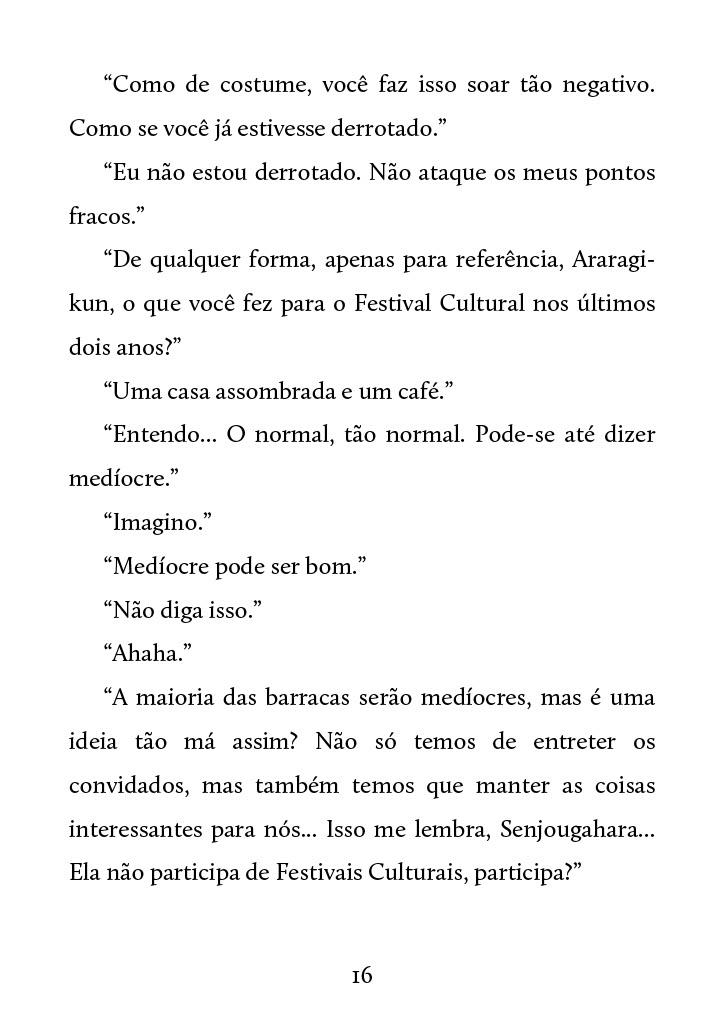 “Como de costume, você faz isso soar tão negativo.
Como se você já estivesse derrotado.”
“Eu não estou derrotado. Não ataque os meus pontos
fracos.”
“De qualquer forma, apenas para referência, Araragi-
kun, o que você fez para o Festival Cultural nos últimos
dois anos?”
“Uma casa assombrada e um café.”
“Entendo... O normal, tão normal. Pode-se até dizer
medíocre.”
“Imagino.”
“Medíocre pode ser bom.”
“Não diga isso.”
“Ahaha.”
“A maioria das barracas serão medíocres, mas é uma
ideia tão má assim? Não só temos de entreter os
convidados, mas também temos que manter as coisas
interessantes para nós... Isso me lembra, Senjougahara...
Ela não participa de Festivais Culturais, participa?”
16